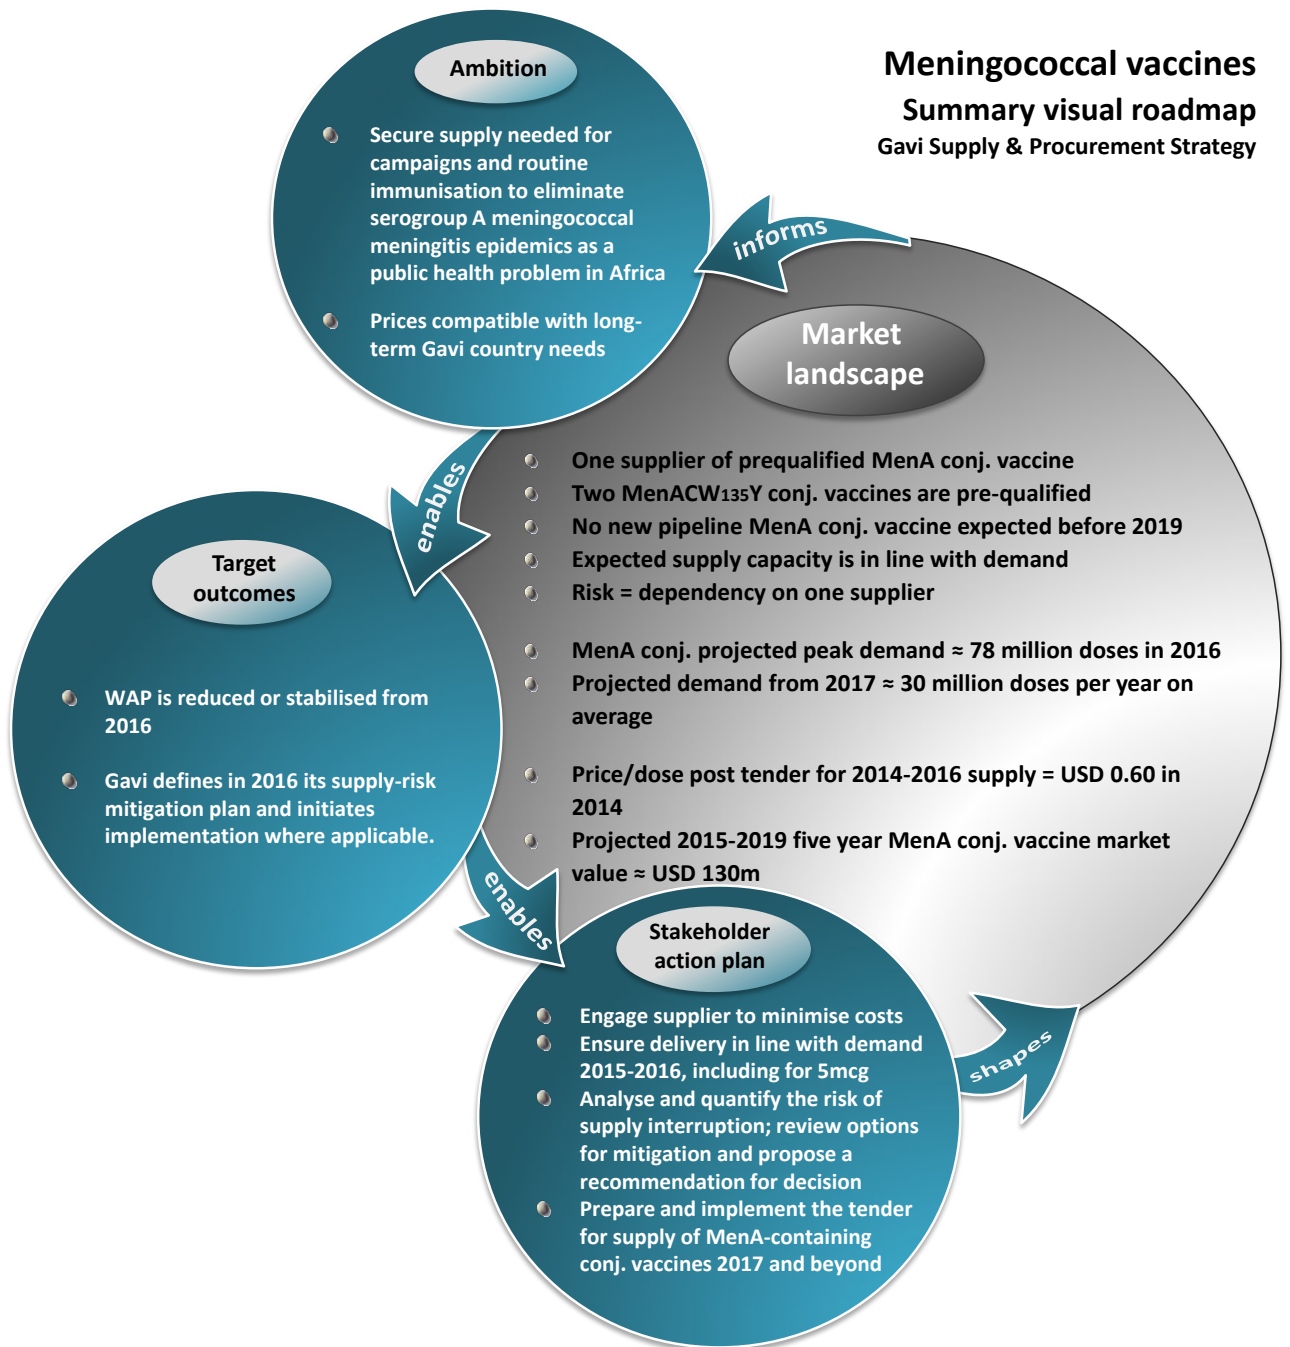 Meningococcal vaccines
Summary visual roadmap
Gavi Supply & Procurement Strategy
Ambition
Secure supply needed for
campaigns and routine
immunisation to eliminate
serogroup A meningococcal
meningitis epidemics as a
public health problem in Africa
Prices compatible with long-
term Gavi country needs
informs
Market
landscape
One supplier of prequalified MenA conj. vaccine
Two MenACW135Y conj. vaccines are pre-qualified
No new pipeline MenA conj. vaccine expected before 2019
Expected supply capacity is in line with demand
Risk = dependency on one supplier
MenA conj. projected peak demand ≈ 78 million doses in 2016
Projected demand from 2017 ≈ 30 million doses per year on
average
Price/dose post tender for 2014-2016 supply = USD 0.60 in
2014
Projected 2015-2019 five year MenA conj. vaccine market
value ≈ USD 130m
enables
Target
outcomes
WAP is reduced or stabilised from
2016
Gavi defines in 2016 its supply-risk
mitigation plan and initiates
implementation where applicable.
enables
Stakeholder
action plan
Engage supplier to minimise costs
Ensure delivery in line with demand
2015-2016, including for 5mcg
Analyse and quantify the risk of
supply interruption; review options
for mitigation and propose a
recommendation for decision
Prepare and implement the tender
for supply of MenA-containing
conj. vaccines 2017 and beyond
shapes